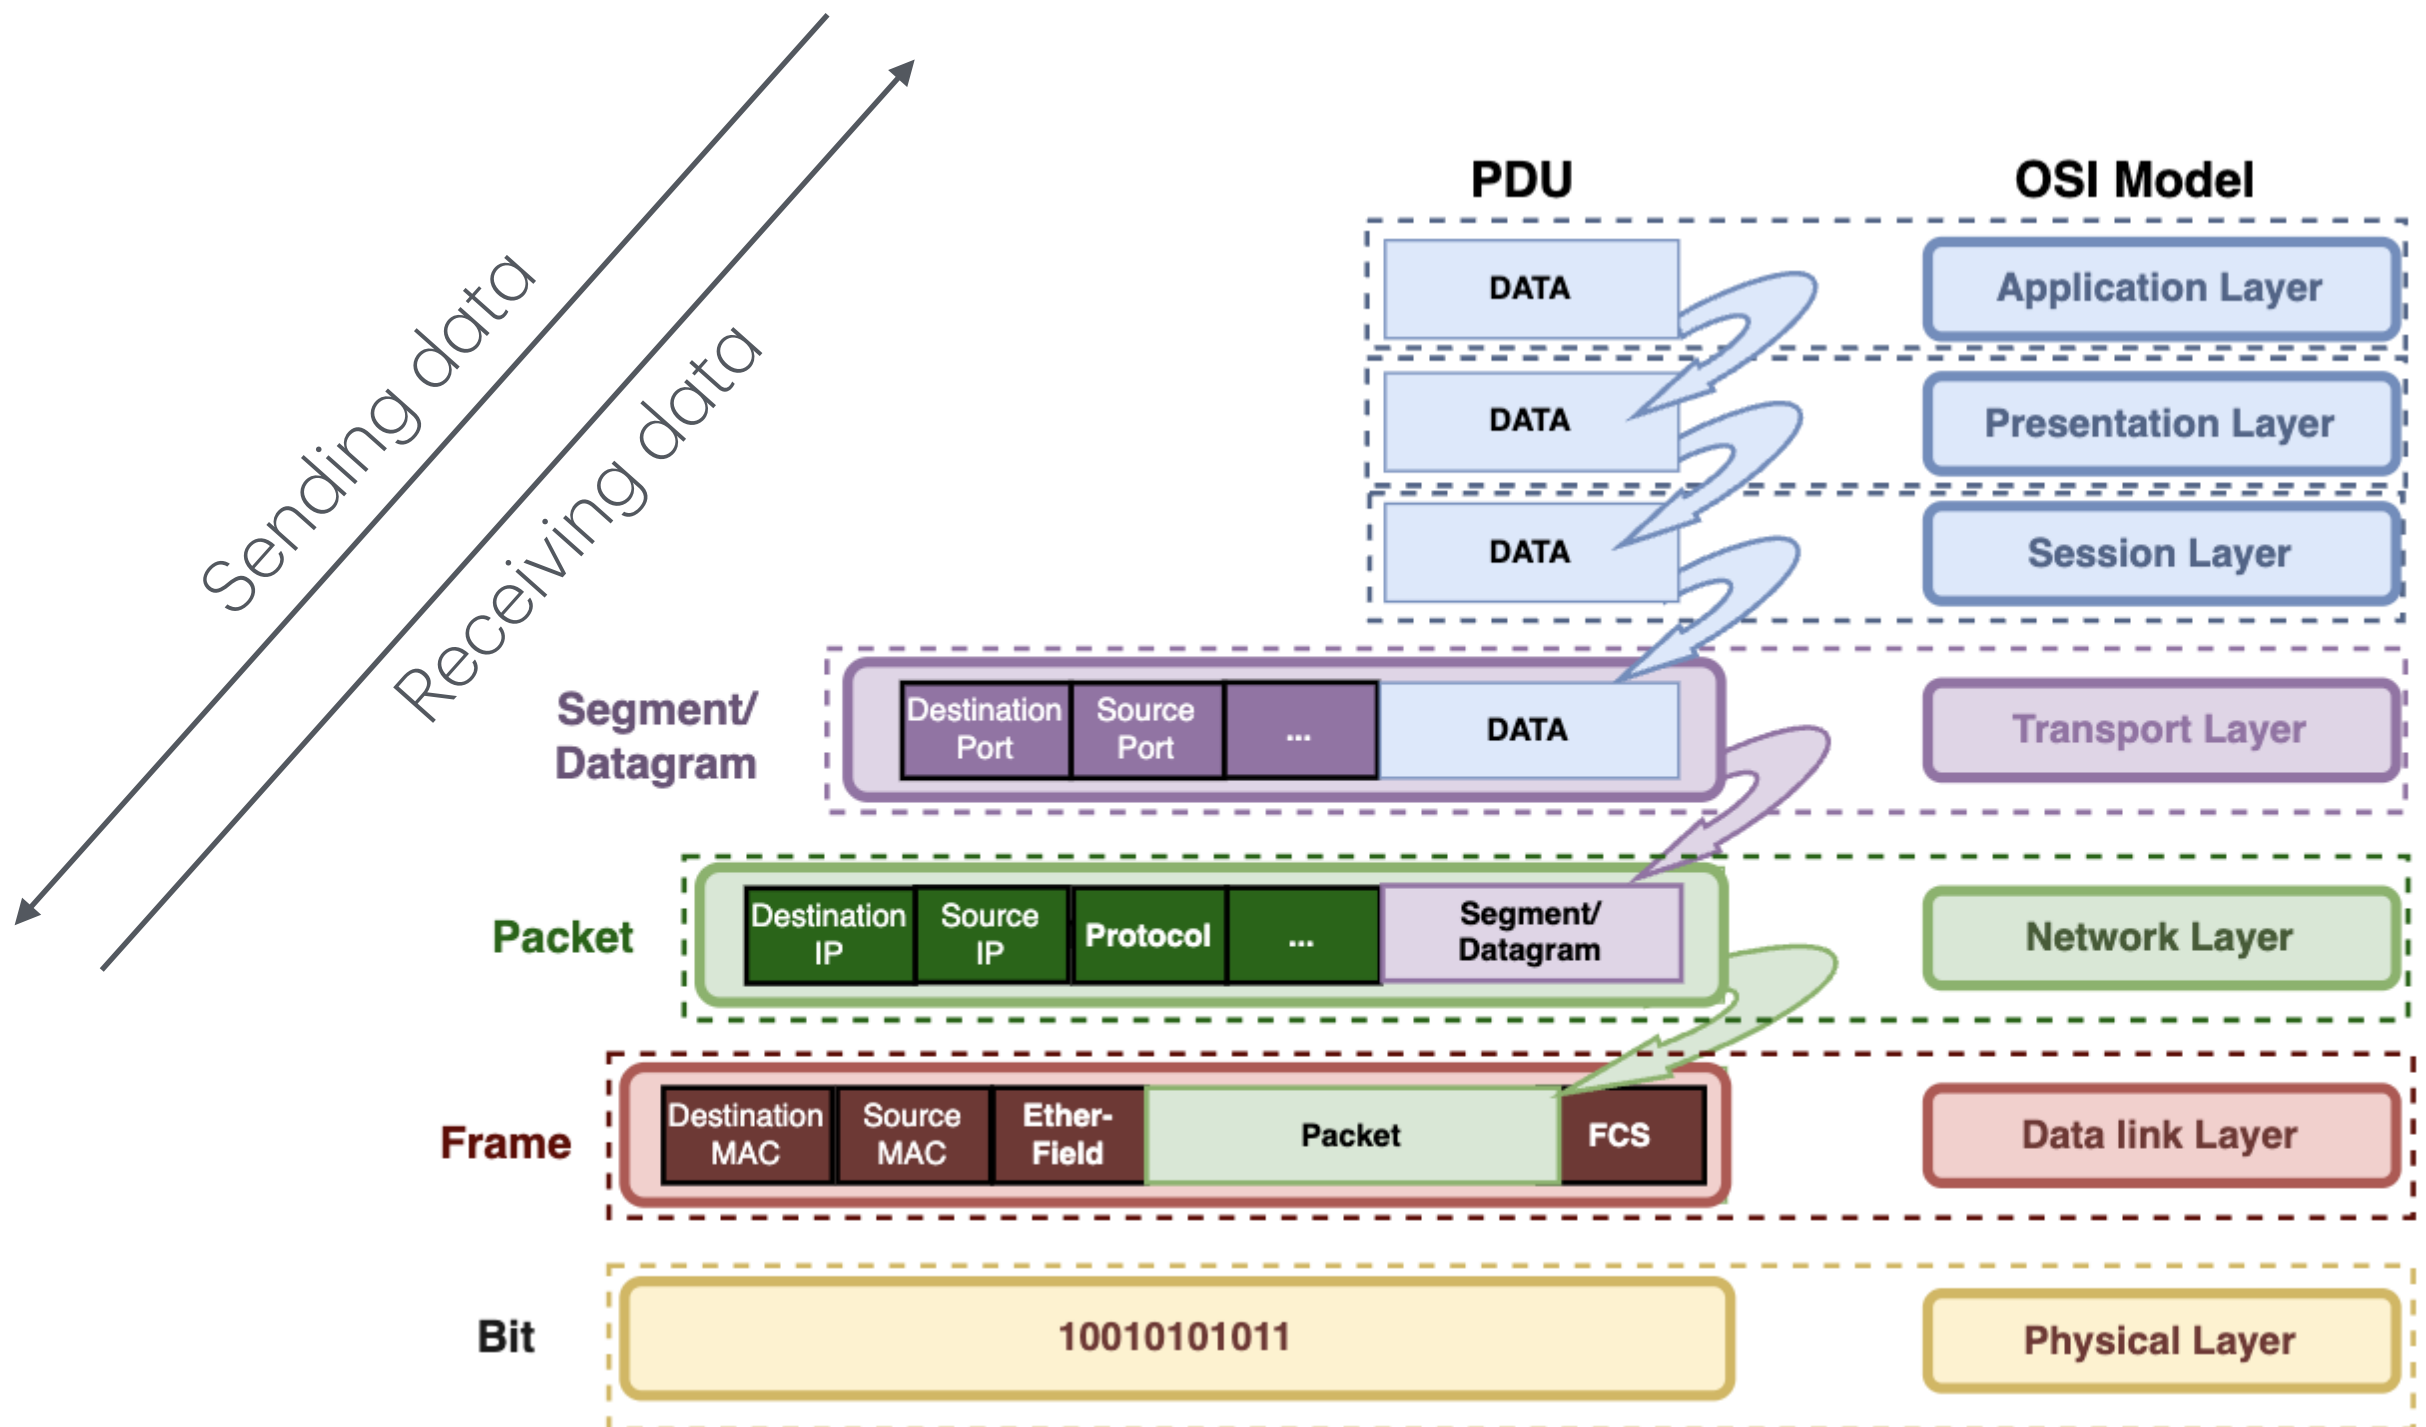 PDU
OSI Model
Sending data
Receiving data
DATA
Application Layer
DATA
Presentation Layer
DATA
Session Layer
Segment/
Datagram
Destination
Port
Source
Port
...
DATA
Transport Layer
Packet
Destination
IP
Source
IP
Protocol
...
Segment/
Datagram
Network Layer
Frame
Destination
MAC
Source
MAC
Ether-
Field
Packet
FCS
Data link Layer
Bit
10010101011
Physical Layer